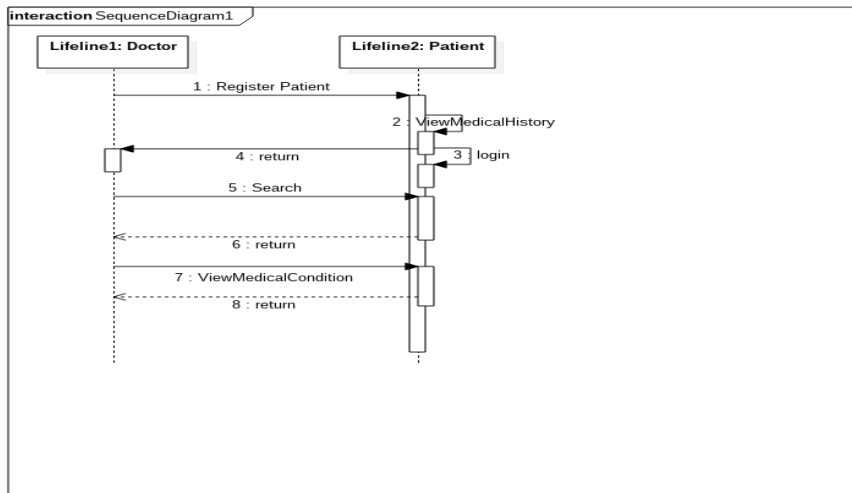 interaction SequenceDiagram1
Lifeline1: Doctor
Lifeline2: Patient
1 : Register Patient
2 : ViewMedicalHistory
3 : login
4 : return
5 : Search
6 : return
7 : ViewMedicalCondition
8 : return